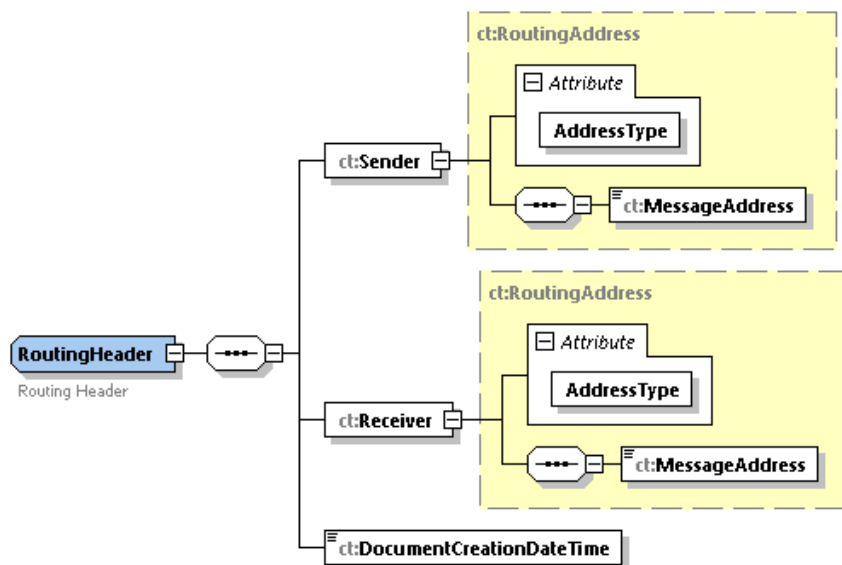 ct:RoutingAddress
Attribute
AddressType
ct:Sender
ct:MessageAddress
ct:RoutingAddress
Attribute
RoutingHeader
Routing Header
AddressType
ct:Receiver
ct:MessageAddress
ct:DocumentCreationDateTime